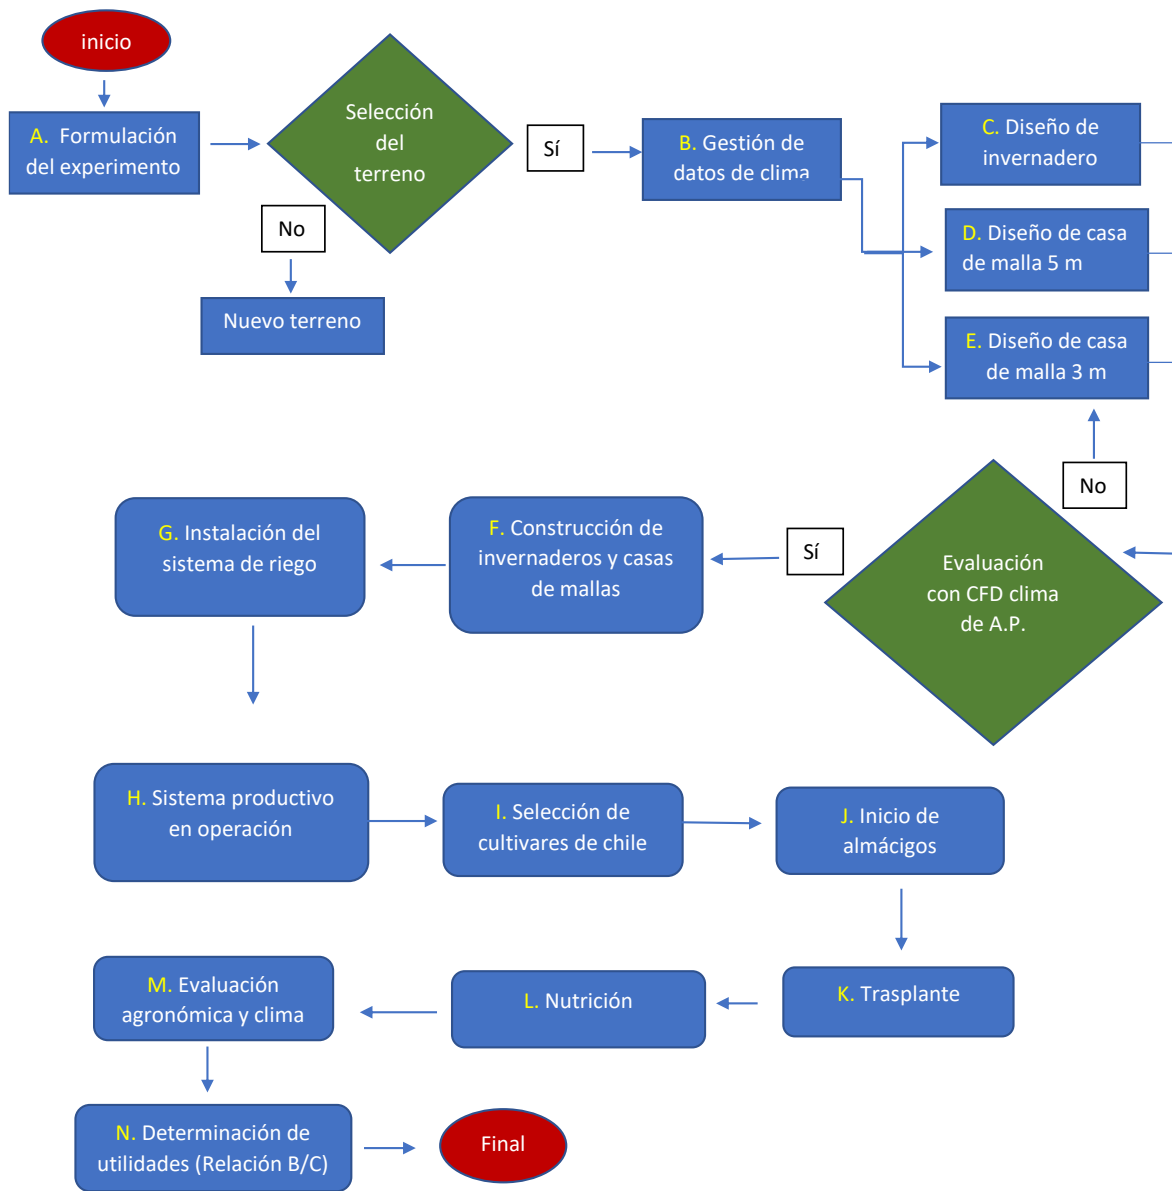 inicio
A. Formulación
del experimento
Selección
del
terreno
Sí
No
Nuevo terreno
B. Gestión de
datos de clima
C. Diseño de
invernadero
D. Diseño de casa
de malla 5 m
E. Diseño de casa
de malla 3 m
No
Evaluación
con CFD clima
de A.P.
Sí
F. Construcción de
invernaderos y casas
de mallas
G. Instalación del
sistema de riego
H. Sistema productivo
en operación
I. Selección de
cultivares de chile
J. Inicio de
almácigos
K. Trasplante
L. Nutrición
M. Evaluación
agronómica y clima
N. Determinación de
utilidades (Relación B/C)
Final